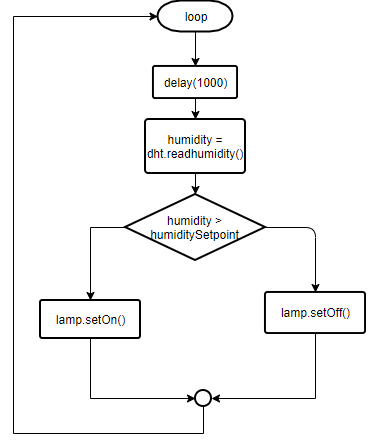 loop
delay(1000)
humidity =
dht.readhumidity()
humidity >
humiditySetpoint
lamp.setOn()
lamp.setOff()